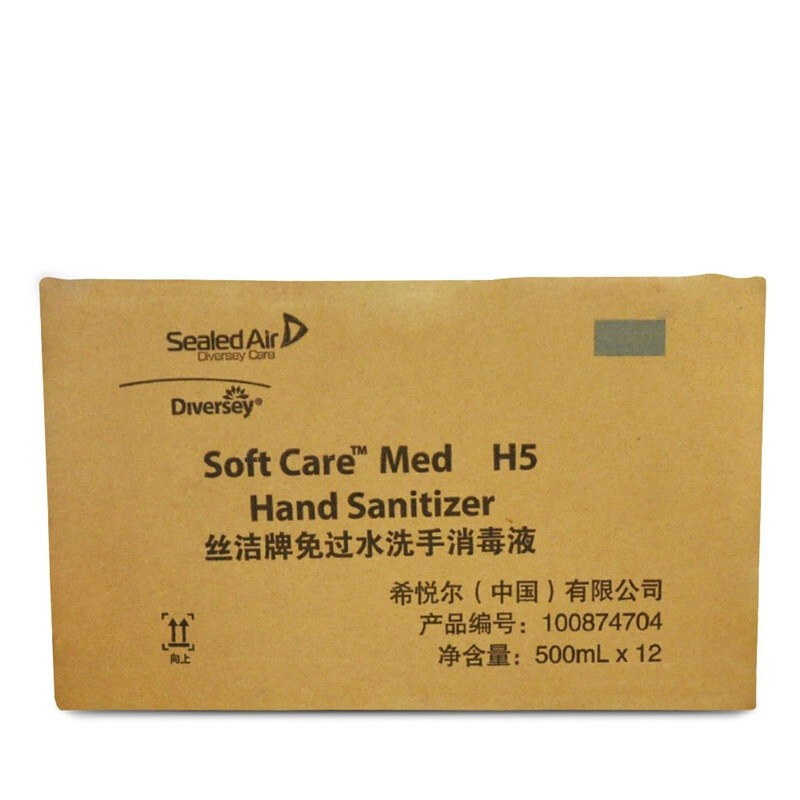 Sealed Air
Diversey Care
Diversey®
Soft Care™ Med H5
Hand Sanitizer
丝洁牌免过水洗手消毒液
希悦尔（中国）有限公司
产品编号：100874704
净含量：500mL x 12
向上